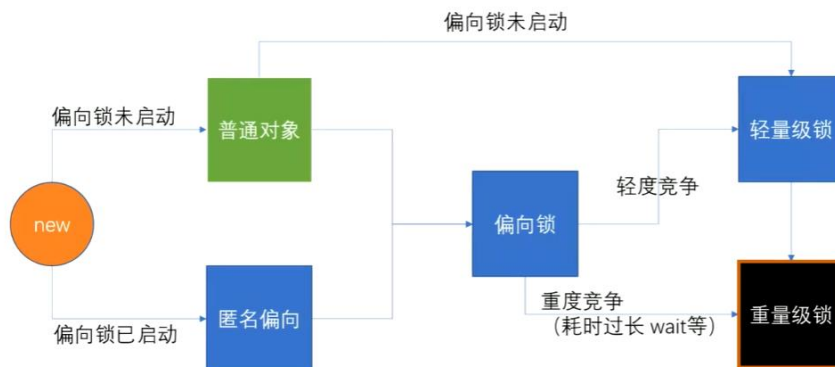 偏向锁未启动
偏向锁未启动
普通对象
轻量级锁
new
偏向锁
轻度竞争
偏向锁已启动
匿名偏向
重度竞争
（耗时过长 wait等）
重量级锁